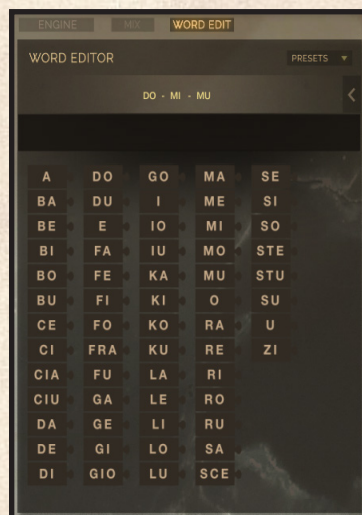 ENGINE MIX WORD EDIT
WORD EDITOR PRESETS
DO - MI - MU
A DO GO MA SE
BA DU I ME SI
BE E IO MI SO
BI FA IU MO STE
BO FE KA MU STU
BU FI KI O SU
CE FO KO RA U
CI FRA KU RE ZI
CIA FU LA RI
CIU GA LE RO
DA GE LI RU
DE GI LO SA
DI GIO LU SCE